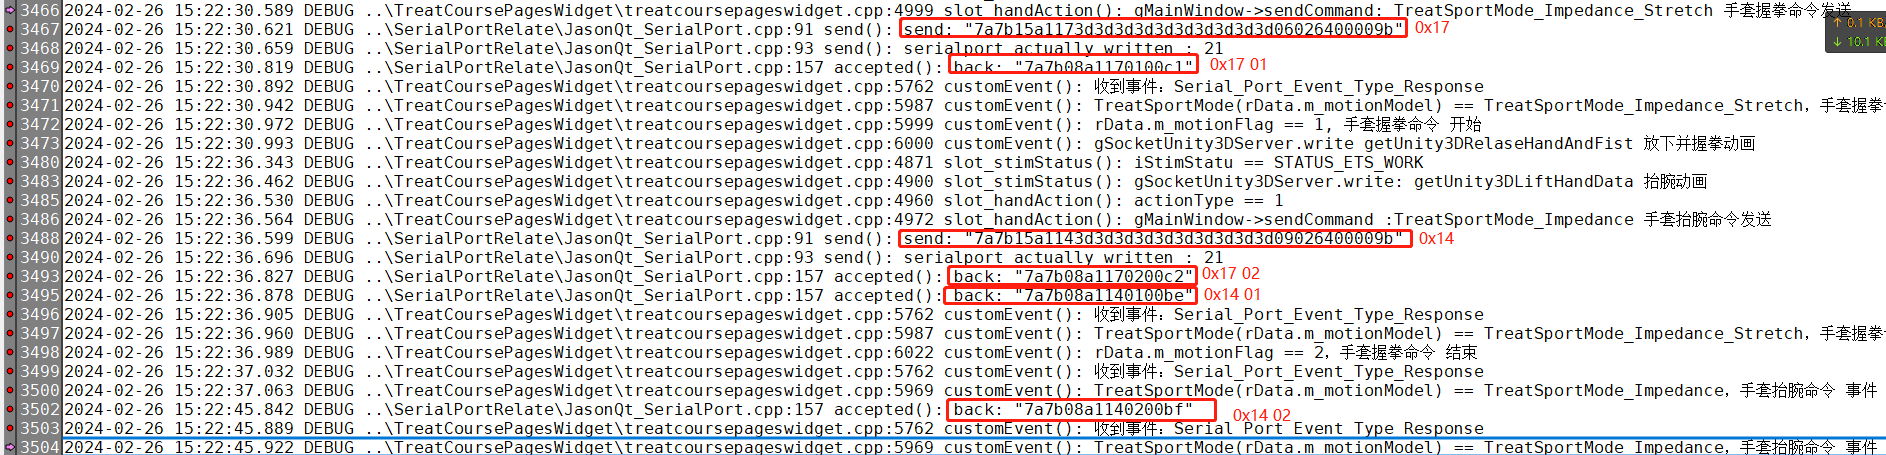 3466 2024-02-26 15:22:30.589 DEBUG ..\TreatCoursePagesWidget\treatcoursepageswidget.cpp:4999 slot_handAction(): gMainWindow->sendCommand: TreatSportMode_Impedance_Stretch 手套握拳命令发送
↑ 0.1 KB
3467 2024-02-26 15:22:30.621 DEBUG ..\SerialPortRelate\JasonQt_SerialPort.cpp:91 send(): send: "7a7b15a1173d3d3d3d3d3d3d3d3d3d3d06026400009b" 0x17
3468 2024-02-26 15:22:30.659 DEBUG ..\SerialPortRelate\JasonQt_SerialPort.cpp:93 send(): serialport actually written : 21
↓ 10.1 KB
3469 2024-02-26 15:22:30.819 DEBUG ..\SerialPortRelate\JasonQt_SerialPort.cpp:157 accepted(): back: "7a7b08a1170100c1" 0x17 01
3470 2024-02-26 15:22:30.892 DEBUG ..\TreatCoursePagesWidget\treatcoursepageswidget.cpp:5762 customEvent(): 收到事件：Serial_Port_Event_Type_Response
3471 2024-02-26 15:22:30.942 DEBUG ..\TreatCoursePagesWidget\treatcoursepageswidget.cpp:5987 customEvent(): TreatSportMode(rData.m_motionModel) == TreatSportMode_Impedance_Stretch，手套握拳
3472 2024-02-26 15:22:30.972 DEBUG ..\TreatCoursePagesWidget\treatcoursepageswidget.cpp:5999 customEvent(): rData.m_motionFlag == 1, 手套握拳命令 开始
3473 2024-02-26 15:22:30.993 DEBUG ..\TreatCoursePagesWidget\treatcoursepageswidget.cpp:6000 customEvent(): gSocketUnity3DServer.write getUnity3DRelaseHandAndFist 放下并握拳动画
3480 2024-02-26 15:22:36.343 DEBUG ..\TreatCoursePagesWidget\treatcoursepageswidget.cpp:4871 slot_stimStatus(): iStimStatu == STATUS_ETS_WORK
3483 2024-02-26 15:22:36.462 DEBUG ..\TreatCoursePagesWidget\treatcoursepageswidget.cpp:4900 slot_stimStatus(): gSocketUnity3DServer.write: getUnity3DLiftHandData 抬腕动画
3485 2024-02-26 15:22:36.530 DEBUG ..\TreatCoursePagesWidget\treatcoursepageswidget.cpp:4960 slot_handAction(): actionType == 1
3486 2024-02-26 15:22:36.564 DEBUG ..\TreatCoursePagesWidget\treatcoursepageswidget.cpp:4972 slot_handAction(): gMainWindow->sendCommand :TreatSportMode_Impedance 手套抬腕命令发送
3488 2024-02-26 15:22:36.599 DEBUG ..\SerialPortRelate\JasonQt_SerialPort.cpp:91 send(): send: "7a7b15a1143d3d3d3d3d3d3d3d3d3d3d09026400009b" 0x14
3490 2024-02-26 15:22:36.696 DEBUG ..\SerialPortRelate\JasonQt_SerialPort.cpp:93 send(): serialport actually written : 21
3493 2024-02-26 15:22:36.827 DEBUG ..\SerialPortRelate\JasonQt_SerialPort.cpp:157 accepted(): back: "7a7b08a1170200c2" 0x17 02
3495 2024-02-26 15:22:36.878 DEBUG ..\SerialPortRelate\JasonQt_SerialPort.cpp:157 accepted(): back: "7a7b08a1140100be" 0x14 01
3496 2024-02-26 15:22:36.905 DEBUG ..\TreatCoursePagesWidget\treatcoursepageswidget.cpp:5762 customEvent(): 收到事件：Serial_Port_Event_Type_Response
3497 2024-02-26 15:22:36.960 DEBUG ..\TreatCoursePagesWidget\treatcoursepageswidget.cpp:5987 customEvent(): TreatSportMode(rData.m_motionModel) == TreatSportMode_Impedance_Stretch，手套握拳
3498 2024-02-26 15:22:36.989 DEBUG ..\TreatCoursePagesWidget\treatcoursepageswidget.cpp:6022 customEvent(): rData.m_motionFlag == 2，手套握拳命令 结束
3499 2024-02-26 15:22:37.032 DEBUG ..\TreatCoursePagesWidget\treatcoursepageswidget.cpp:5762 customEvent(): 收到事件：Serial_Port_Event_Type_Response
3500 2024-02-26 15:22:37.063 DEBUG ..\TreatCoursePagesWidget\treatcoursepageswidget.cpp:5969 customEvent(): TreatSportMode(rData.m_motionModel) == TreatSportMode_Impedance，手套抬腕命令 事件
3502 2024-02-26 15:22:45.842 DEBUG ..\SerialPortRelate\JasonQt_SerialPort.cpp:157 accepted(): back: "7a7b08a1140200bf" 0x14 02
3503 2024-02-26 15:22:45.889 DEBUG ..\TreatCoursePagesWidget\treatcoursepageswidget.cpp:5762 customEvent(): 收到事件：Serial_Port_Event_Type_Response
3504 2024-02-26 15:22:45.922 DEBUG ..\TreatCoursePagesWidget\treatcoursepageswidget.cpp:5969 customEvent(): TreatSportMode(rData.m_motionModel) == TreatSportMode_Impedance，手套抬腕命令 事件